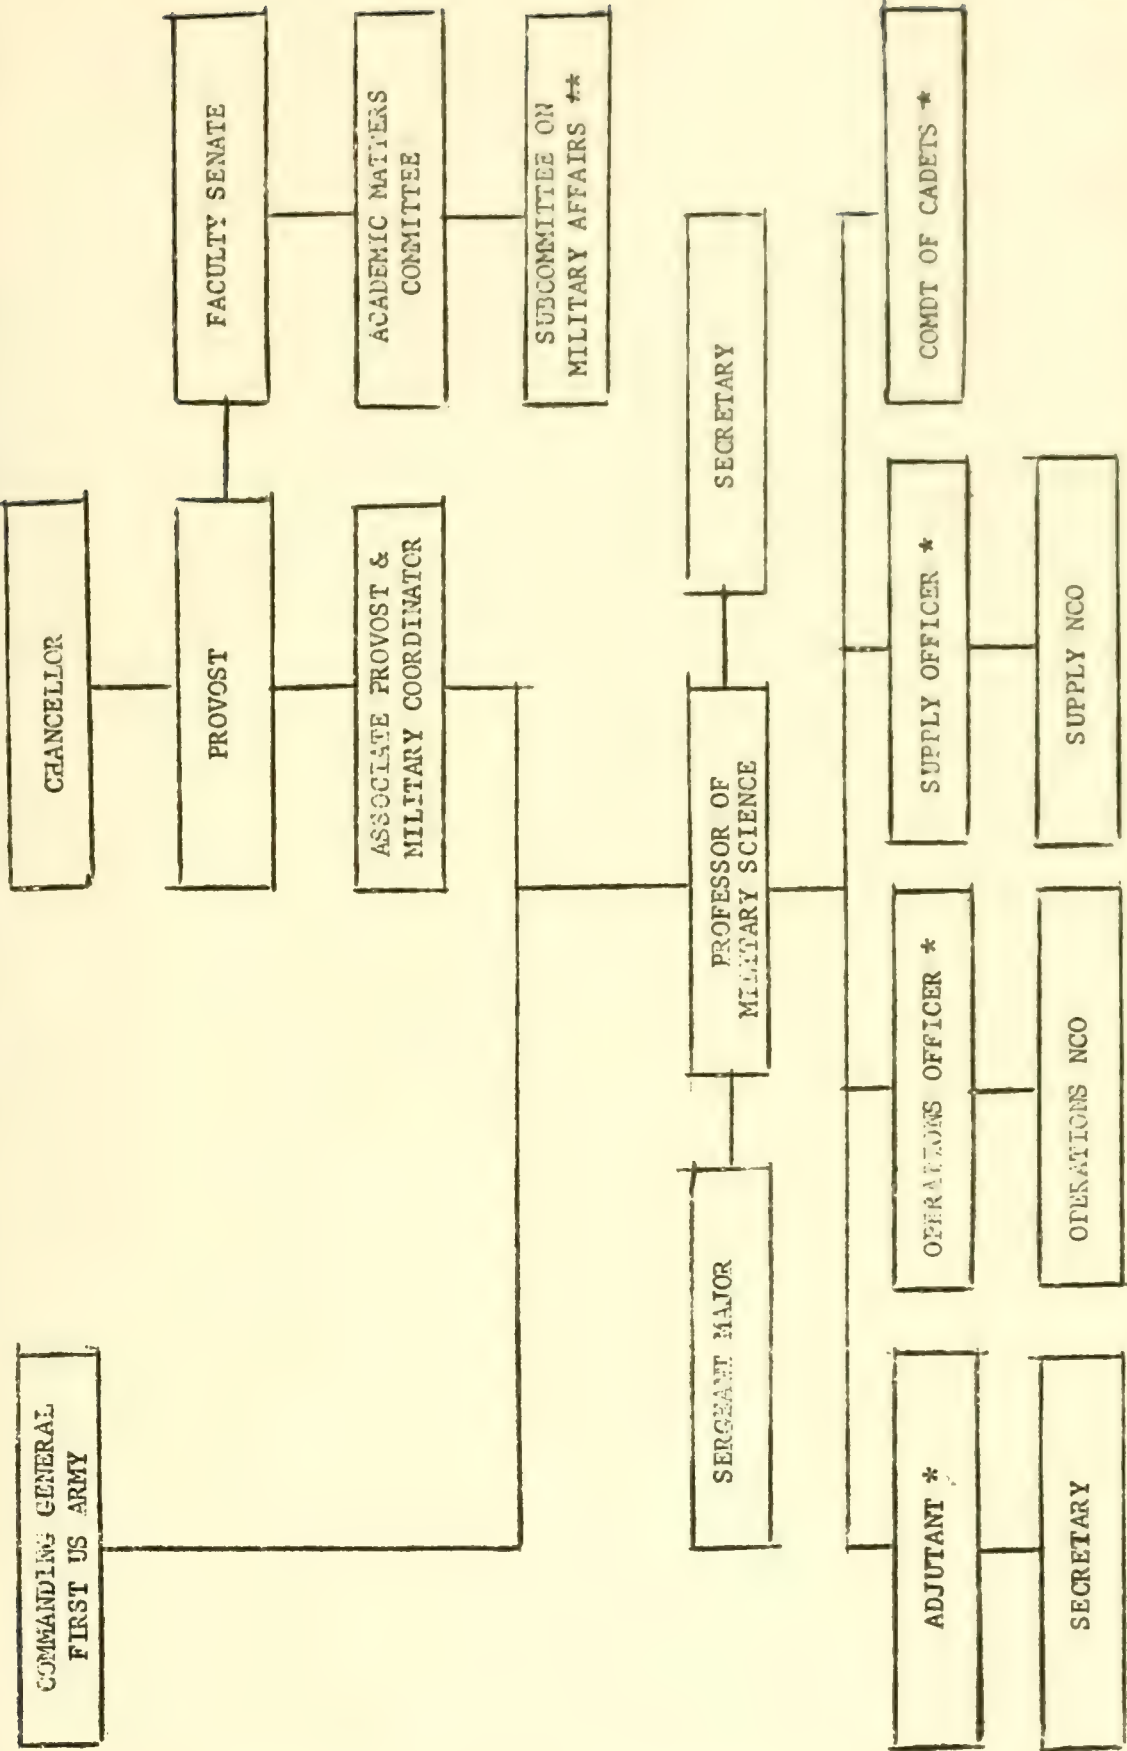 COMMANDING GENERAL
FIRST US ARMY
CHANCELLOR
PROVOST
FACULTY SENATE
ASSOCIATE PROVOST &
MILITARY COORDINATOR
ACADEMIC MATTERS
COMMITTEE
SUBCOMMITTEE ON
MILITARY AFFAIRS **
SERGEANT MAJOR
PROFESSOR OF
MILITARY SCIENCE
SECRETARY
ADJUTANT *
OPERATIONS OFFICER *
SUPPLY OFFICER *
COMDT OF CADETS *
SECRETARY
OPERATIONS NCO
SUPPLY NCO